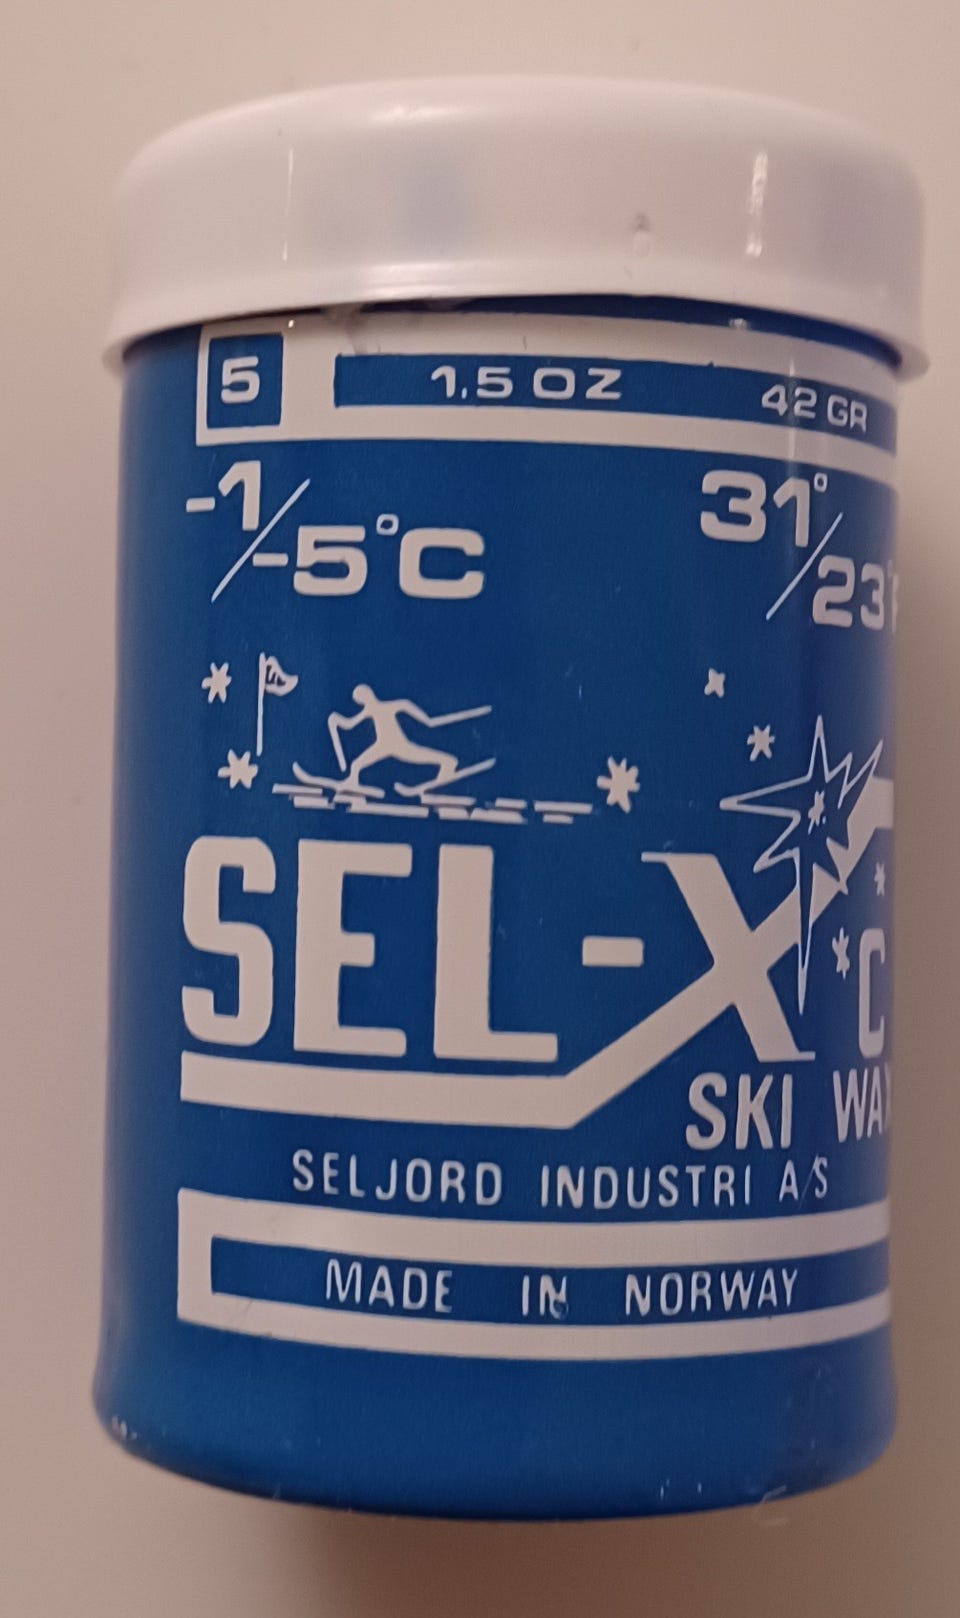 5 1.5 OZ 42 GR
-1/-5°C 31°/23°F
SEL-X °C
SKI WAX
SELJORD INDUSTRI A/S
MADE IN NORWAY